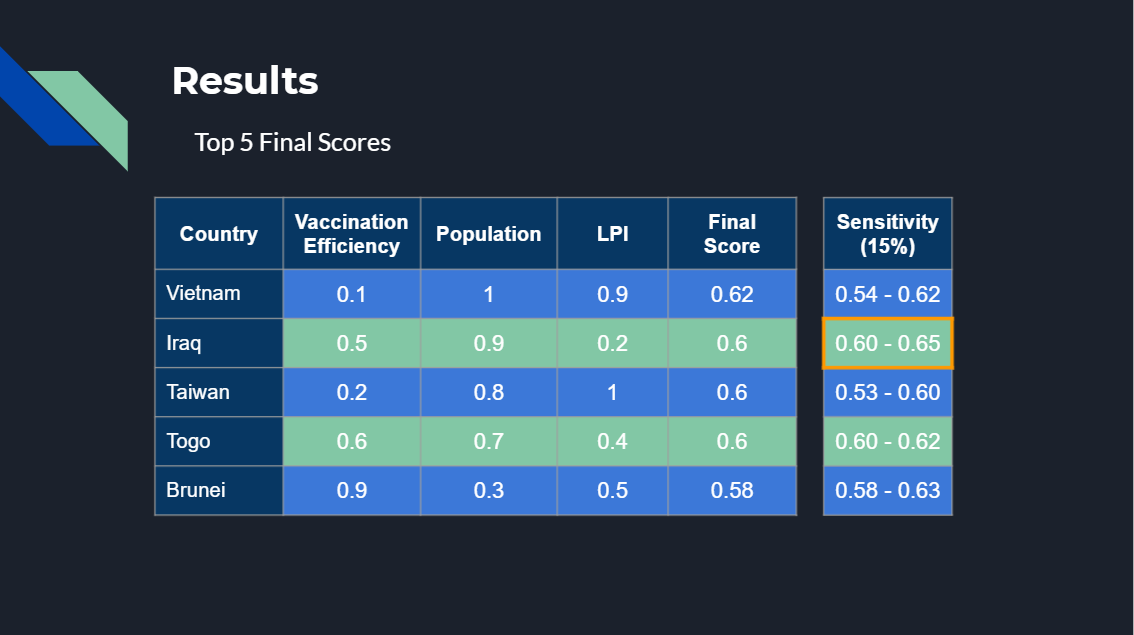 Results
Top 5 Final Scores
Country Vaccination Efficiency Population LPI Final Score Sensitivity (15%)
Vietnam 0.1 1 0.9 0.62 0.54 - 0.62
Iraq 0.5 0.9 0.2 0.6 0.60 - 0.65
Taiwan 0.2 0.8 1 0.6 0.53 - 0.60
Togo 0.6 0.7 0.4 0.6 0.60 - 0.62
Brunei 0.9 0.3 0.5 0.58 0.58 - 0.63